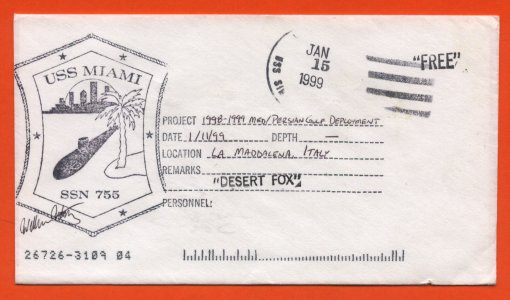 USS MIAMI
SSN 755
JAN
15
1999
USS
"FREE"
PROJECT 1998-1999 MED/PERSIAN GULF DEPLOYMENT
DATE 1/11/99 DEPTH —
LOCATION LA MADDALENA, ITALY
REMARKS
"DESERT FOX"
PERSONNEL:
26726-3109 04